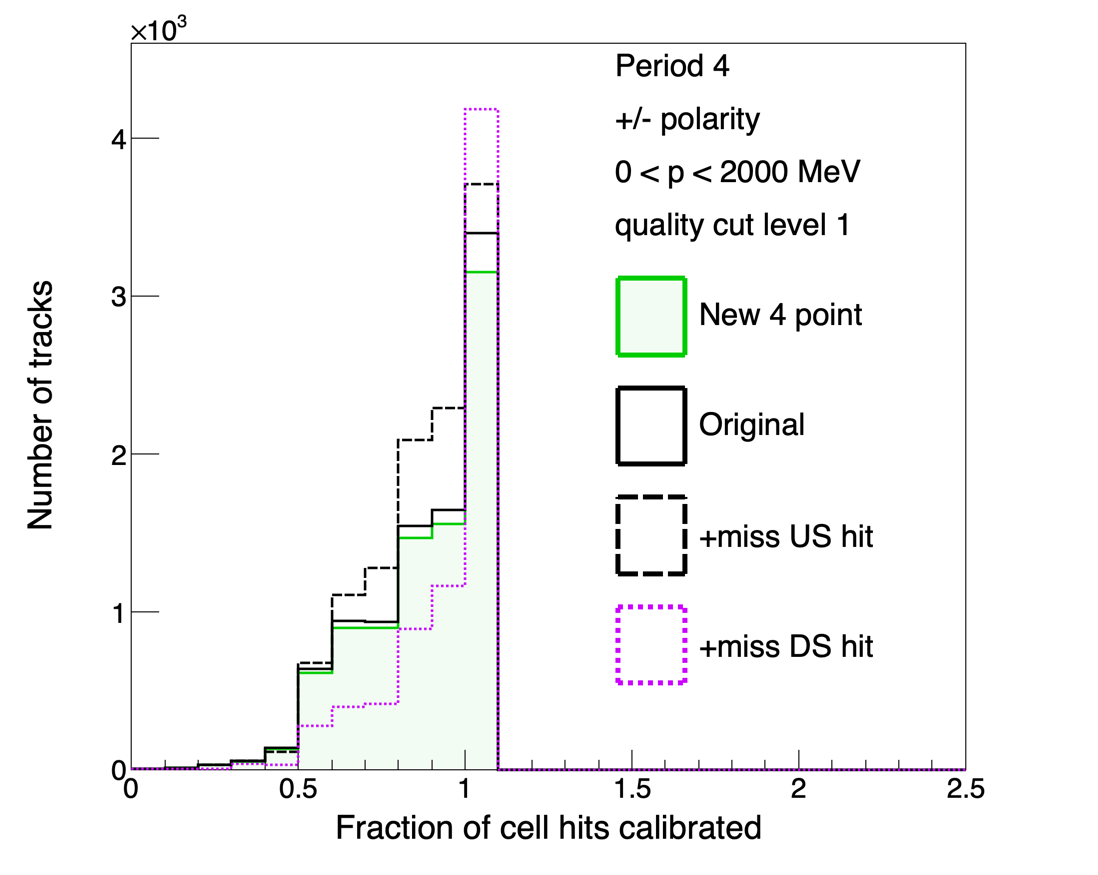 ×10³
4
3
2
1
0
0
0.5
1
1.5
2
2.5
Number of tracks
Fraction of cell hits calibrated
Period 4
+/- polarity
0 < p < 2000 MeV
quality cut level 1
New 4 point
Original
+miss US hit
+miss DS hit